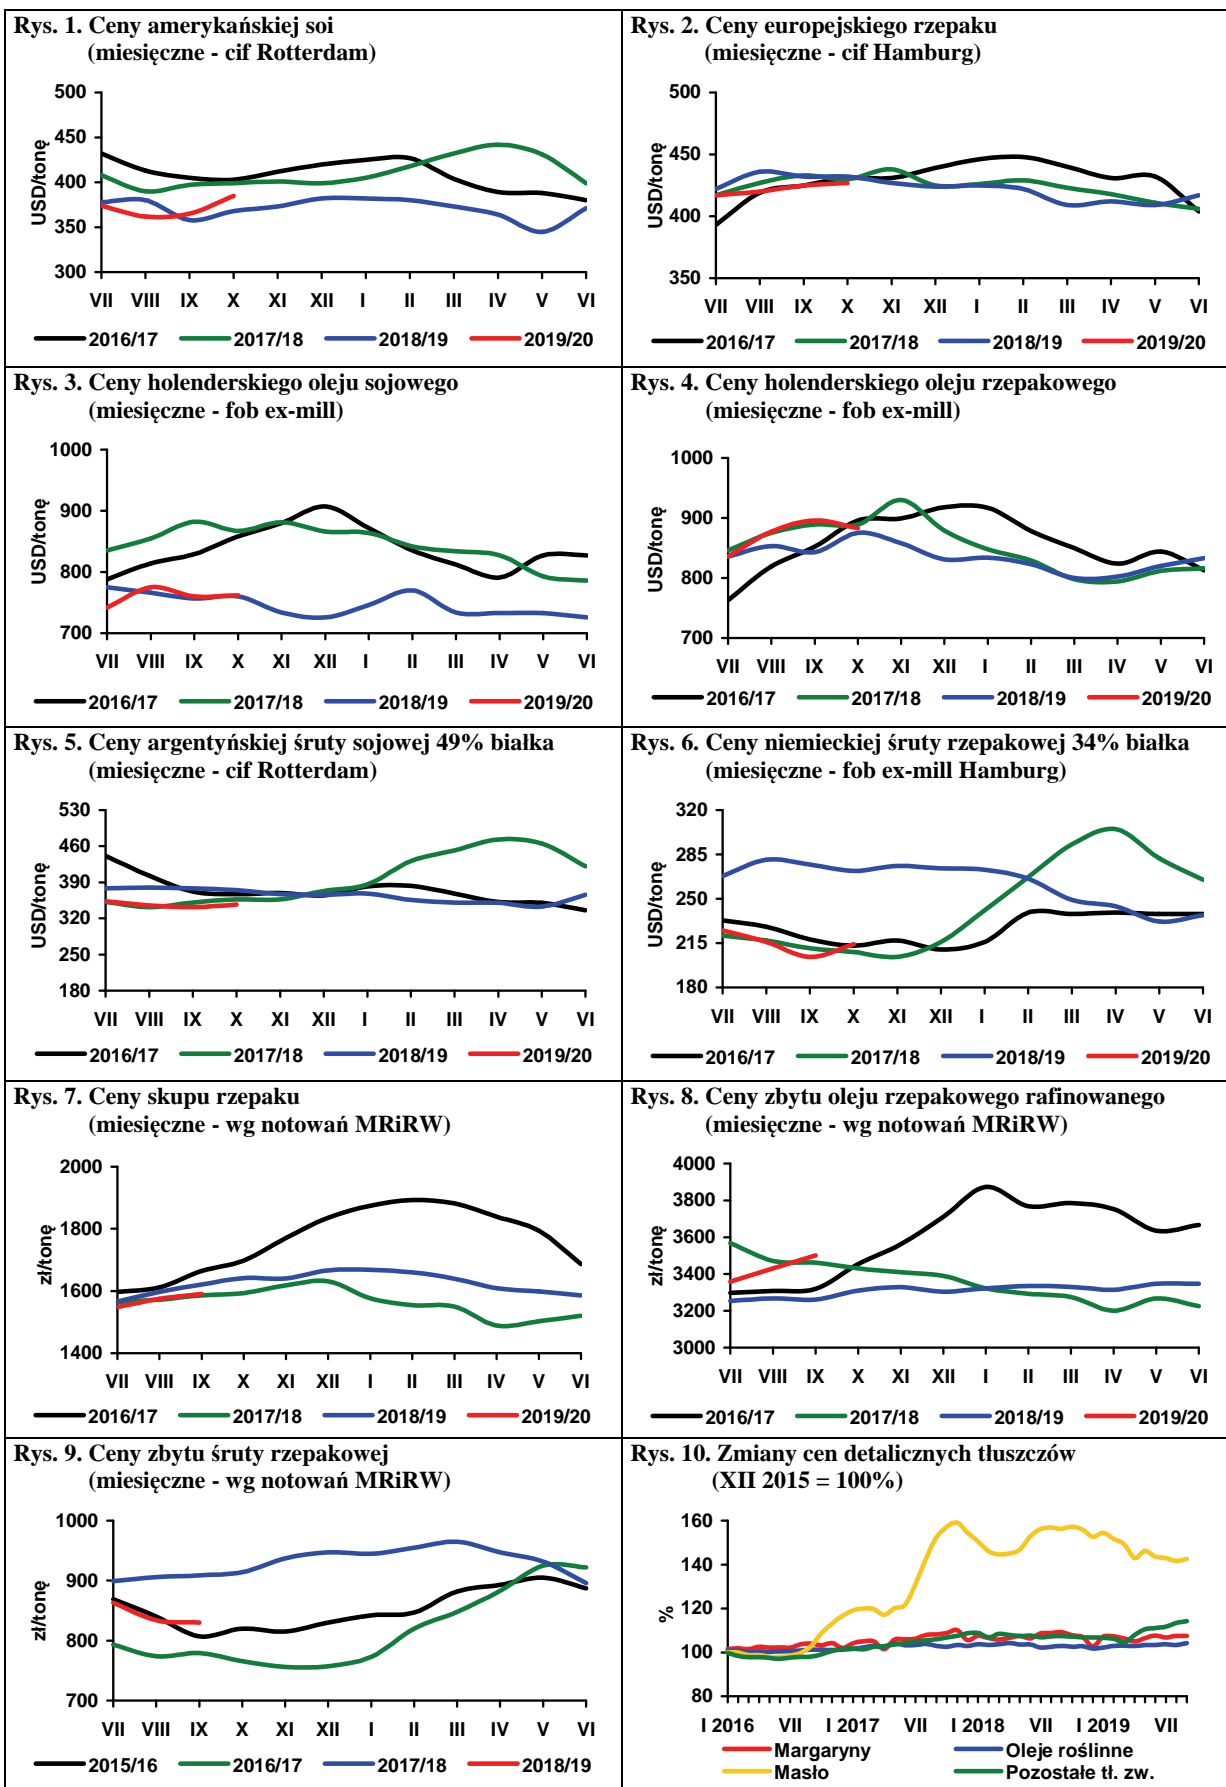 Rys. 1. Ceny amerykańskiej soi
(miesięczne - cif Rotterdam)
500
450
400
350
300
USD/tonę
VII VIII IX X XI XII I II III IV V VI
2016/17 2017/18 2018/19 2019/20
Rys. 2. Ceny europejskiego rzepaku
(miesięczne - cif Hamburg)
500
450
400
350
USD/tonę
VII VIII IX X XI XII I II III IV V VI
2016/17 2017/18 2018/19 2019/20
Rys. 3. Ceny holenderskiego oleju sojowego
(miesięczne - fob ex-mill)
1000
900
800
700
USD/tonę
VII VIII IX X XI XII I II III IV V VI
2016/17 2017/18 2018/19 2019/20
Rys. 4. Ceny holenderskiego oleju rzepakowego
(miesięczne - fob ex-mill)
1000
900
800
700
USD/tonę
VII VIII IX X XI XII I II III IV V VI
2016/17 2017/18 2018/19 2019/20
Rys. 5. Ceny argentyńskiej śruty sojowej 49% białka
(miesięczne - cif Rotterdam)
530
460
390
320
250
180
USD/tonę
VII VIII IX X XI XII I II III IV V VI
2016/17 2017/18 2018/19 2019/20
Rys. 6. Ceny niemieckiej śruty rzepakowej 34% białka
(miesięczne - fob ex-mill Hamburg)
320
285
250
215
180
USD/tonę
VII VIII IX X XI XII I II III IV V VI
2016/17 2017/18 2018/19 2019/20
Rys. 7. Ceny skupu rzepaku
(miesięczne - wg notowań MRiRW)
2000
1800
1600
1400
zł/tonę
VII VIII IX X XI XII I II III IV V VI
2016/17 2017/18 2018/19 2019/20
Rys. 8. Ceny zbytu oleju rzepakowego rafinowanego
(miesięczne - wg notowań MRiRW)
4000
3800
3600
3400
3200
3000
zł/tonę
VII VIII IX X XI XII I II III IV V VI
2016/17 2017/18 2018/19 2019/20
Rys. 9. Ceny zbytu śruty rzepakowej
(miesięczne - wg notowań MRiRW)
1000
900
800
700
zł/tonę
VII VIII IX X XI XII I II III IV V VI
2015/16 2016/17 2017/18 2018/19
Rys. 10. Zmiany cen detalicznych tłuszczów
(XII 2015 = 100%)
160
140
120
100
80
%
I 2016 VII I 2017 VII I 2018 VII I 2019 VII
Margaryny Oleje roślinne
Masło Pozostałe tł. zw.